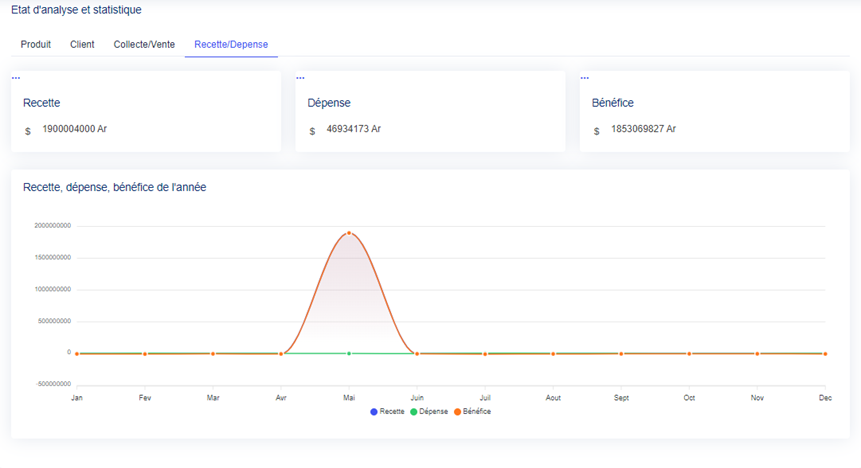 Etat d'analyse et statistique
Produit Client Collecte/Vente Recette/Depense
... ... ...
Recette Dépense Bénéfice
$ 1900004000 Ar $ 46934173 Ar $ 1853069827 Ar
Recette, dépense, bénéfice de l'année
2000000000
1500000000
1000000000
500000000
0
-500000000
Jan Fev Mar Avr Mai Juin Juil Aout Sept Oct Nov Dec
Recette Dépense Bénéfice